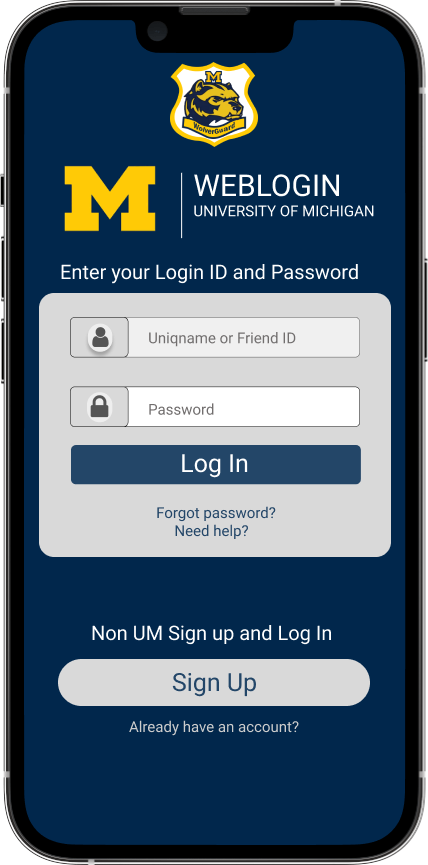 M
WolverGuard
M
WEBLOGIN
UNIVERSITY OF MICHIGAN
Enter your Login ID and Password
Uniqname or Friend ID
Password
Log In
Forgot password?
Need help?
Non UM Sign up and Log In
Sign Up
Already have an account?